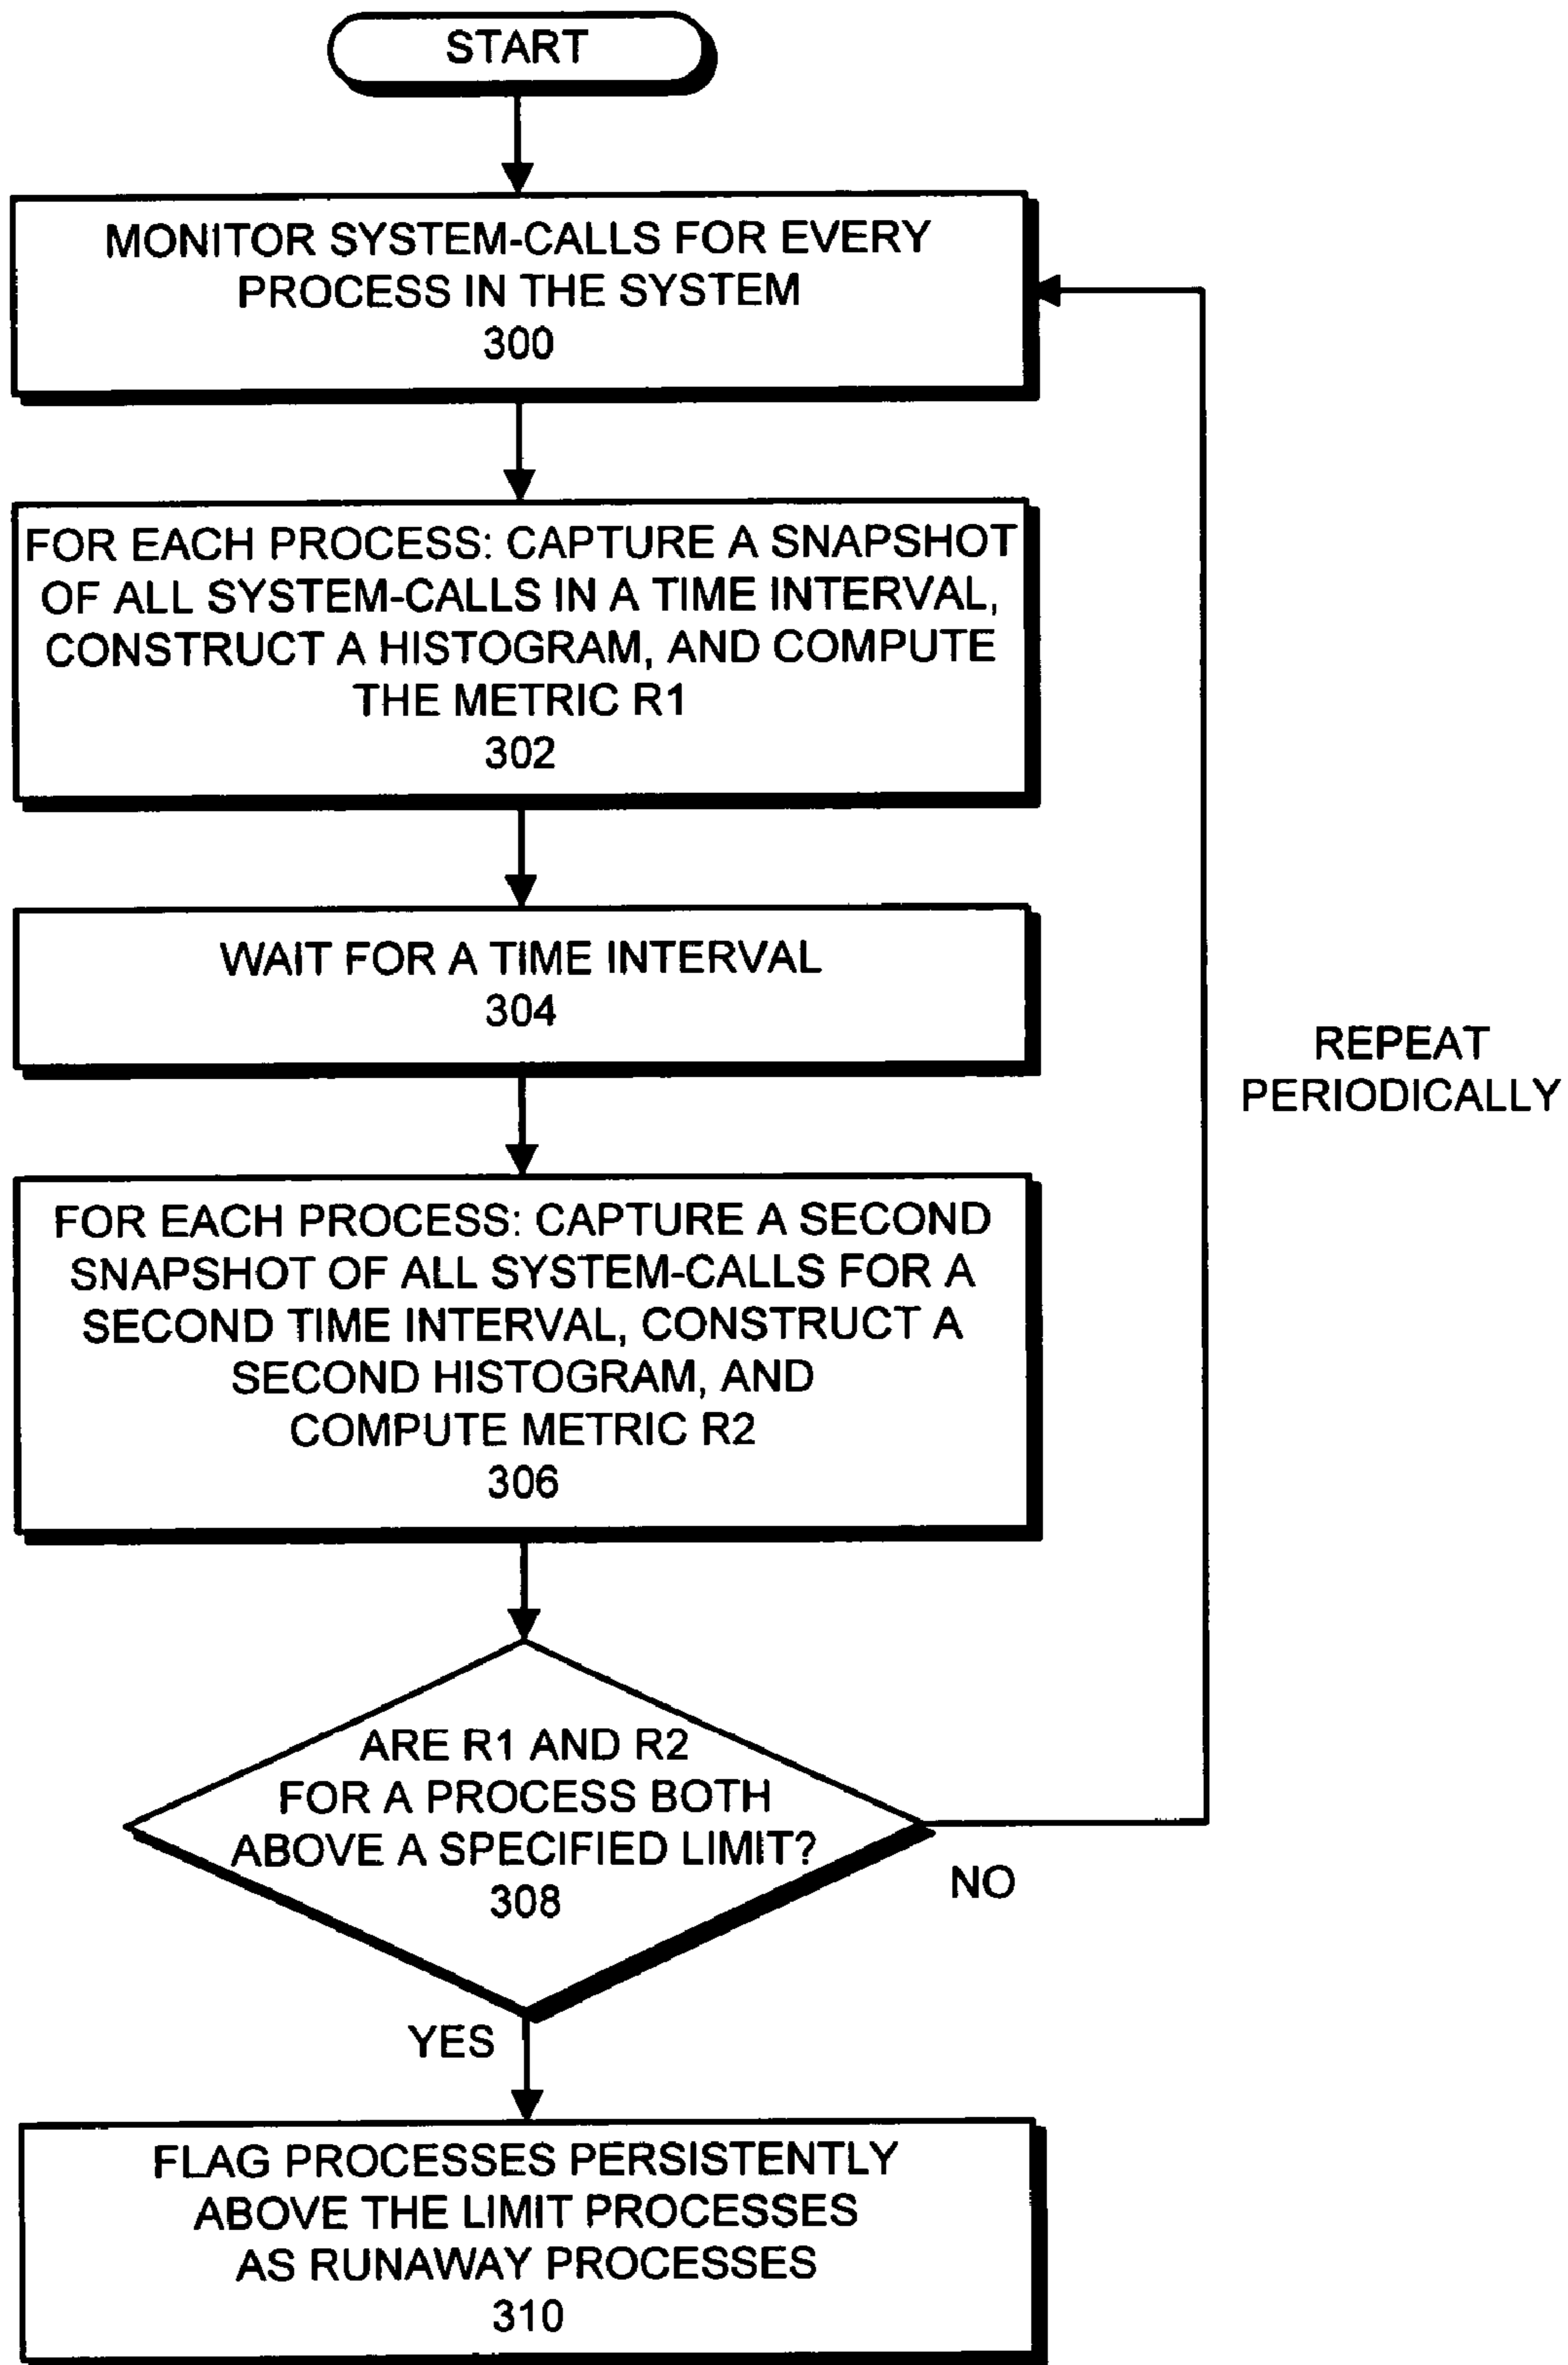 START
MONITOR SYSTEM-CALLS FOR EVERY
PROCESS IN THE SYSTEM
300
FOR EACH PROCESS: CAPTURE A SNAPSHOT
OF ALL SYSTEM-CALLS IN A TIME INTERVAL,
CONSTRUCT A HISTOGRAM, AND COMPUTE
THE METRIC R1
302
WAIT FOR A TIME INTERVAL
304
REPEAT
PERIODICALLY
FOR EACH PROCESS: CAPTURE A SECOND
SNAPSHOT OF ALL SYSTEM-CALLS FOR A
SECOND TIME INTERVAL, CONSTRUCT A
SECOND HISTOGRAM, AND
COMPUTE METRIC R2
306
ARE R1 AND R2
FOR A PROCESS BOTH
ABOVE A SPECIFIED LIMIT?
308
NO
YES
FLAG PROCESSES PERSISTENTLY
ABOVE THE LIMIT PROCESSES
AS RUNAWAY PROCESSES
310